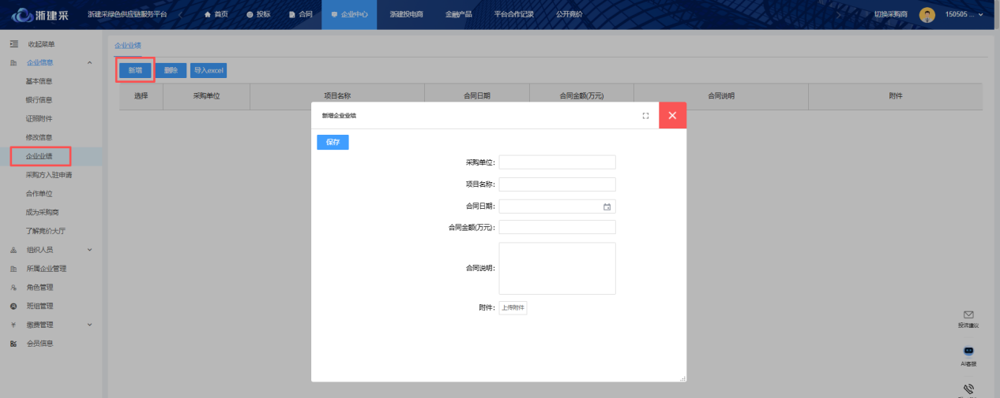 浙建采 浙建采绿色供应链服务平台 首页 投标 合同 企业中心 浙建投电商 金融产品 平台合作记录 公开竞价 切换采购商 150505 ...
收起菜单
企业业绩
企业信息
新增 删除 导入excel
基本信息
选择 采购单位 项目名称 合同日期 合同金额(万元) 合同说明 附件
银行信息
新增企业业绩
证照附件
修改信息
保存
企业业绩
采购单位:
采购方入驻申请
项目名称:
合作单位
合同日期:
成为采购商
合同金额(万元):
了解竞价大厅
组织人员
所属企业管理
合同说明:
角色管理
班组管理
附件: 上传附件
缴费管理
投诉建议
会员信息
AI客服